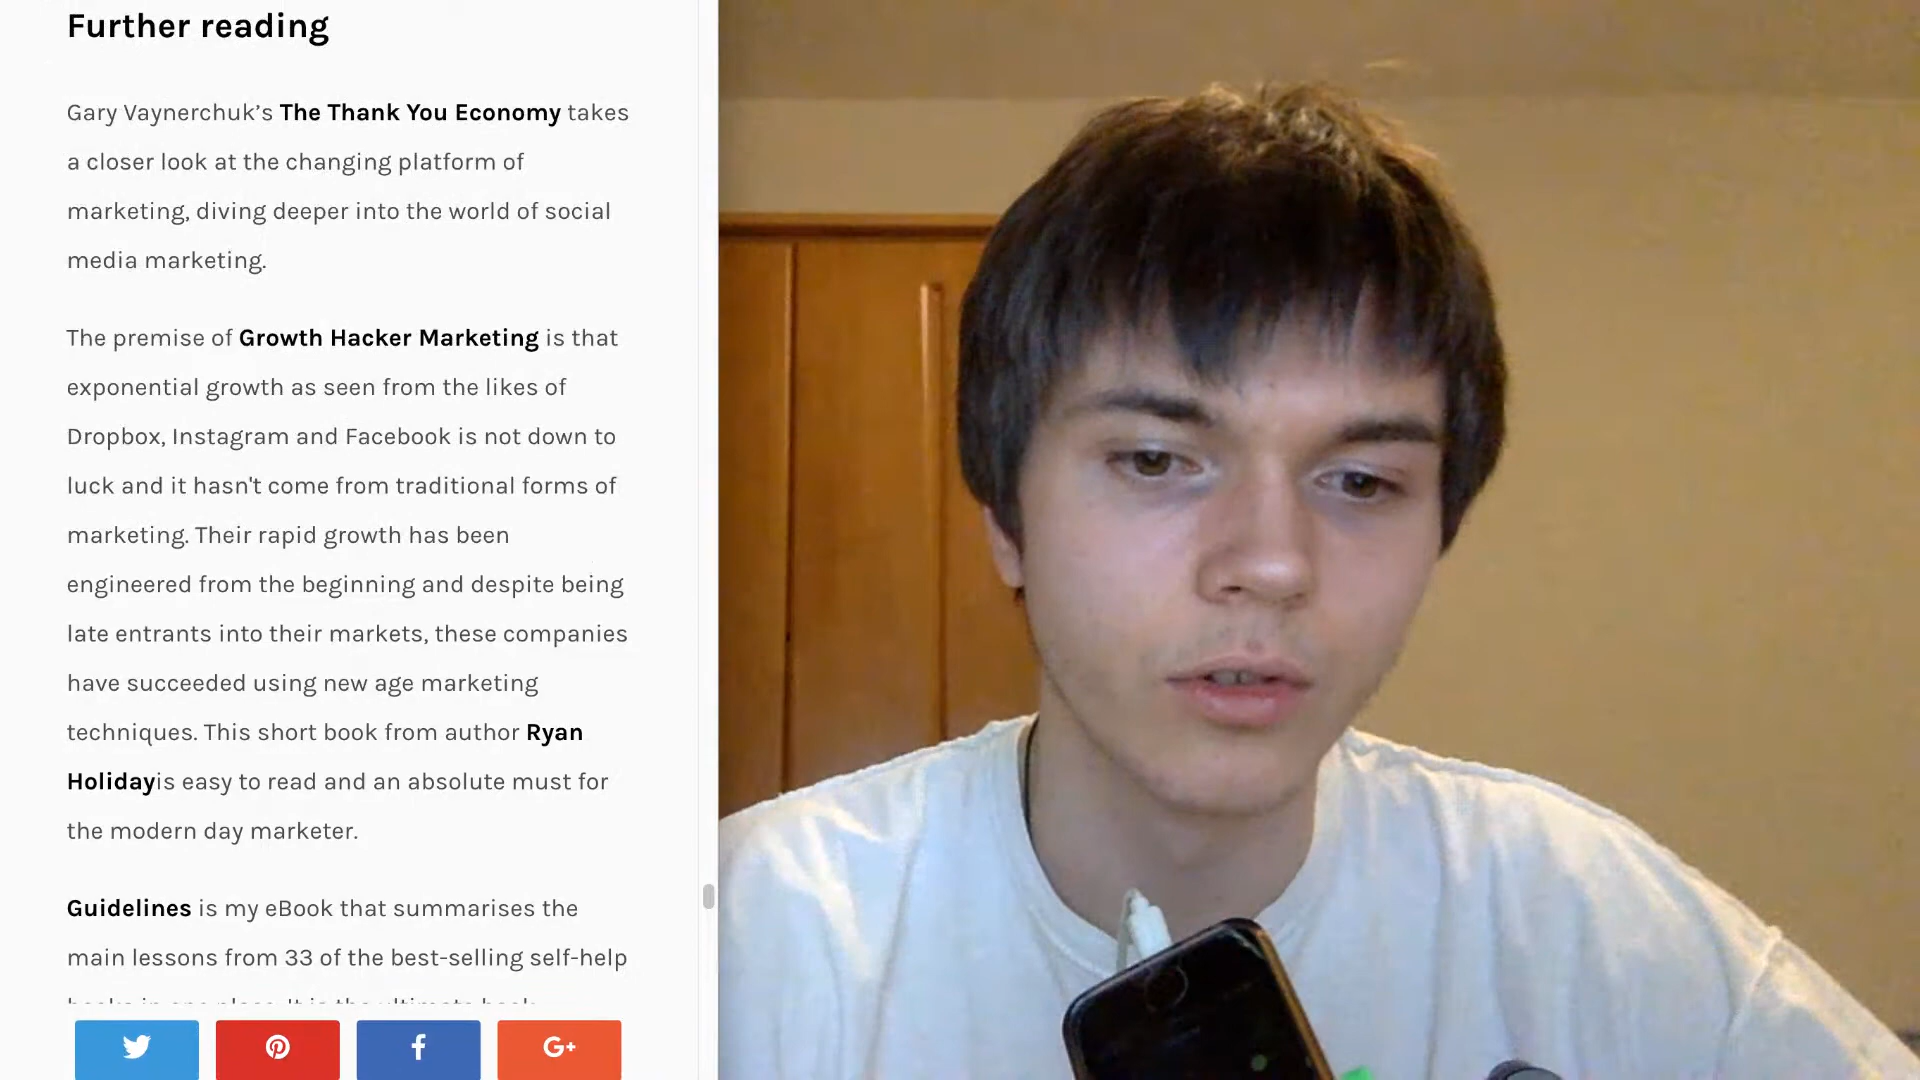 Further reading
Gary Vaynerchuk’s The Thank You Economy takes
a closer look at the changing platform of
marketing, diving deeper into the world of social
media marketing.
The premise of Growth Hacker Marketing is that
exponential growth as seen from the likes of
Dropbox, Instagram and Facebook is not down to
luck and it hasn't come from traditional forms of
marketing. Their rapid growth has been
engineered from the beginning and despite being
late entrants into their markets, these companies
have succeeded using new age marketing
techniques. This short book from author Ryan
Holidayis easy to read and an absolute must for
the modern day marketer.
Guidelines is my eBook that summarises the
main lessons from 33 of the best-selling self-help
G+